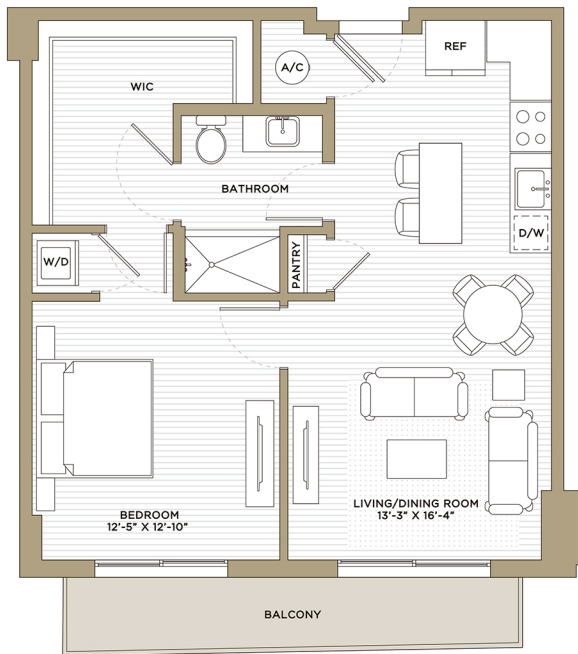 REF
A/C
WIC
BATHROOM
D/W
W/D
PANTRY
BEDROOM
12'-5" X 12'-10"
LIVING/DINING ROOM
13'-3" X 16'-4"
BALCONY